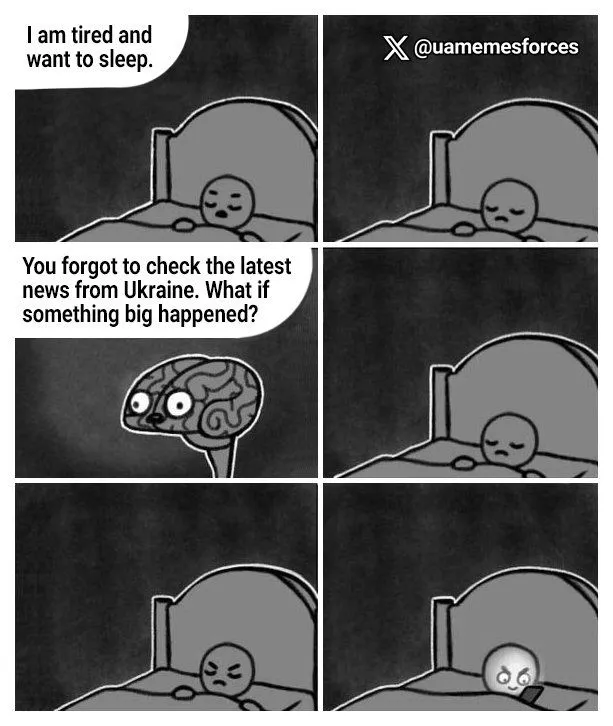 I am tired and
want to sleep.
X @uamemesforces
You forgot to check the latest
news from Ukraine. What if
something big happened?